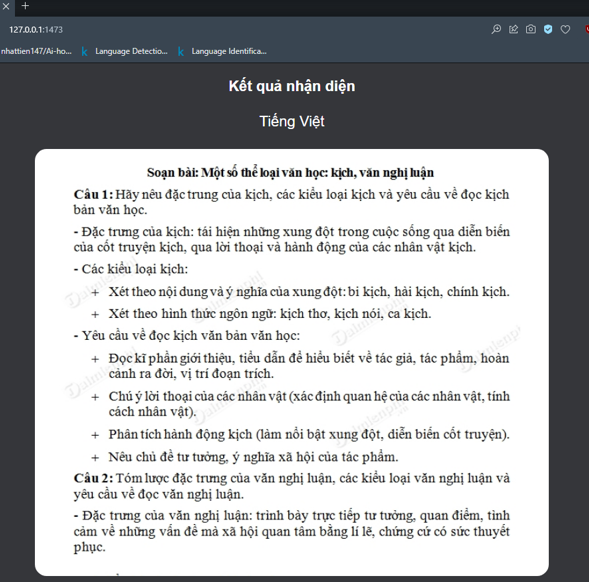 127.0.0.1:1473
nhattien147/Ai-ho...
Language Detectio...
Language Identifica...
Kết quả nhận diện
Tiếng Việt
Soạn bài: Một số thể loại văn học: kịch, văn nghị luận
Câu 1: Hãy nêu đặc trưng của kịch, các kiểu loại kịch và yêu cầu về đọc kịch
bản văn học.
- Đặc trưng của kịch: tái hiện những xung đột trong cuộc sống qua diễn biến
của cốt truyện kịch, qua lời thoại và hành động của các nhân vật kịch.
- Các kiểu loại kịch:
+ Xét theo nội dung và ý nghĩa của xung đột: bi kịch, hài kịch, chính kịch.
+ Xét theo hình thức ngôn ngữ: kịch thơ, kịch nói, ca kịch.
- Yêu cầu về đọc kịch văn bản văn học:
+ Đọc kĩ phần giới thiệu, tiểu dẫn để hiểu biết về tác giả, tác phẩm, hoàn
cảnh ra đời, vị trí đoạn trích.
+ Chú ý lời thoại của các nhân vật (xác định quan hệ của các nhân vật, tính
cách nhân vật).
+ Phân tích hành động kịch (làm nổi bật xung đột, diễn biến cốt truyện).
+ Nêu chủ đề tư tưởng, ý nghĩa xã hội của tác phẩm.
Câu 2: Tóm lược đặc trưng của văn nghị luận, các kiểu loại văn nghị luận và
yêu cầu về đọc văn nghị luận.
- Đặc trưng của văn nghị luận: trình bày trực tiếp tư tưởng, quan điểm, tình
cảm về những vấn đề mà xã hội quan tâm bằng lí lẽ, chứng cứ có sức thuyết
phục.